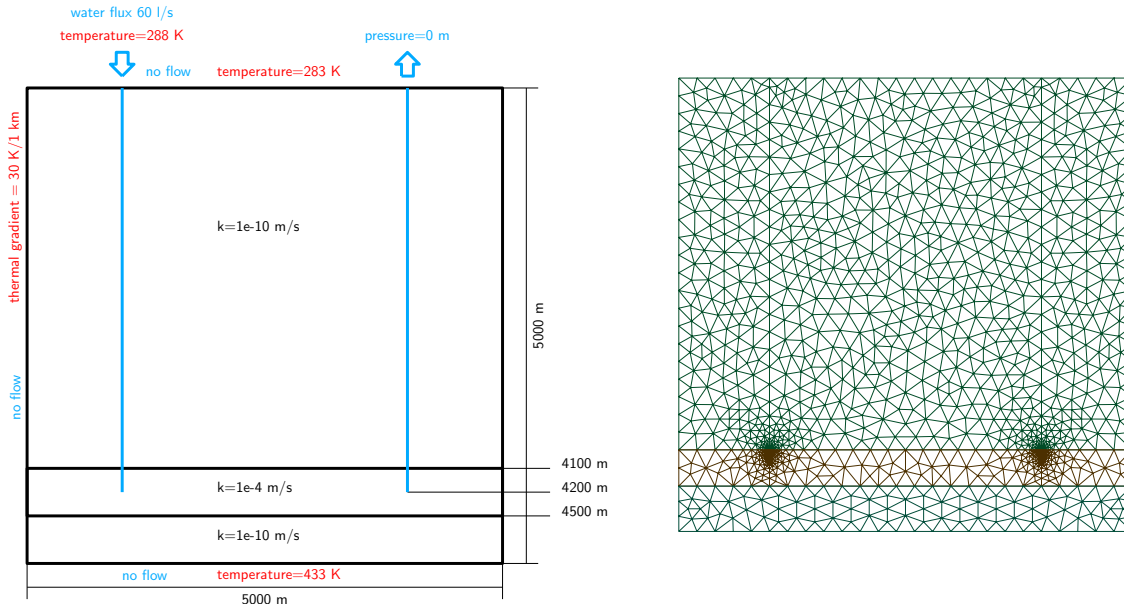 water flux 60 l/s
temperature=288 K
pressure=0 m
no flow
temperature=283 K
thermal gradient = 30 K/1 km
k=1e-10 m/s
5000 m
no flow
4100 m
k=1e-4 m/s
4200 m
4500 m
k=1e-10 m/s
no flow
temperature=433 K
5000 m